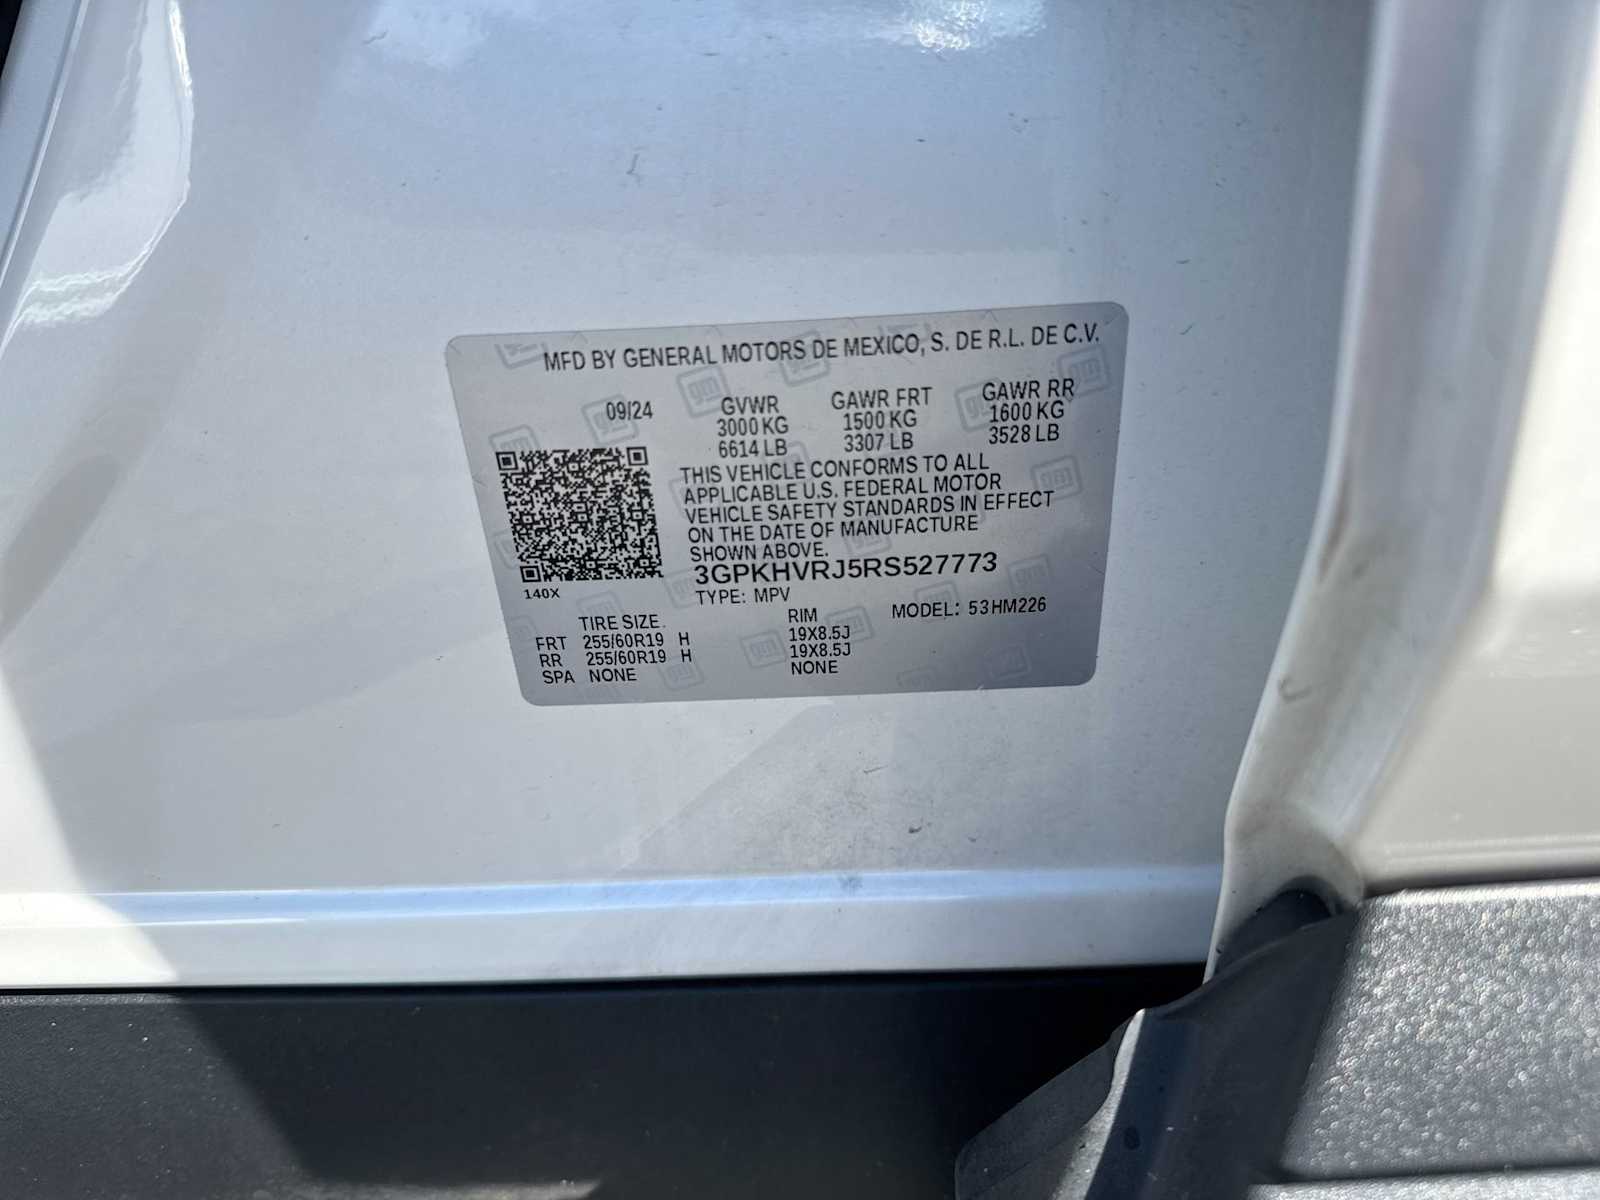 MFD BY GENERAL MOTORS DE MEXICO, S. DE R.L. DE C.V.
09/24 GVWR GAWR FRT GAWR RR
3000 KG 1500 KG 1600 KG
6614 LB 3307 LB 3528 LB
THIS VEHICLE CONFORMS TO ALL
APPLICABLE U.S. FEDERAL MOTOR
VEHICLE SAFETY STANDARDS IN EFFECT
ON THE DATE OF MANUFACTURE
SHOWN ABOVE.
3GPKHVRJ5RS527773
140X
TYPE: MPV
TIRE SIZE RIM MODEL: 53HM226
FRT 255/60R19 H 19X8.5J
RR 255/60R19 H 19X8.5J
SPA NONE NONE
gm